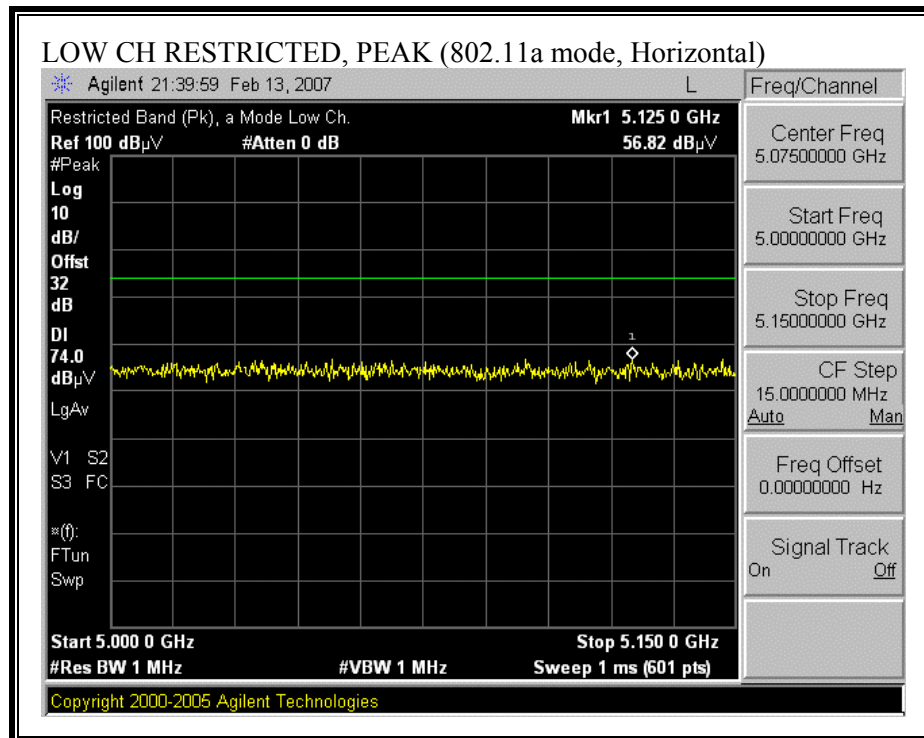 LOW CH RESTRICTED, PEAK (802.11a mode, Horizontal)
Agilent 21:39:59 Feb 13, 2007 L
Restricted Band (Pk), a Mode Low Ch. Mkr1 5.125 0 GHz
Ref 100 dBµV #Atten 0 dB 56.82 dBµV
#Peak
Log
10
dB/
Offst
32
dB
DI
74.0
dBµV
LgAv
V1 S2
S3 FC
¤(f):
FTun
Swp
1
Start 5.000 0 GHz Stop 5.150 0 GHz
#Res BW 1 MHz #VBW 1 MHz Sweep 1 ms (601 pts)
Copyright 2000-2005 Agilent Technologies
Freq/Channel
Center Freq
5.07500000 GHz
Start Freq
5.00000000 GHz
Stop Freq
5.15000000 GHz
CF Step
15.0000000 MHz
Auto Man
Freq Offset
0.00000000 Hz
Signal Track
On Off